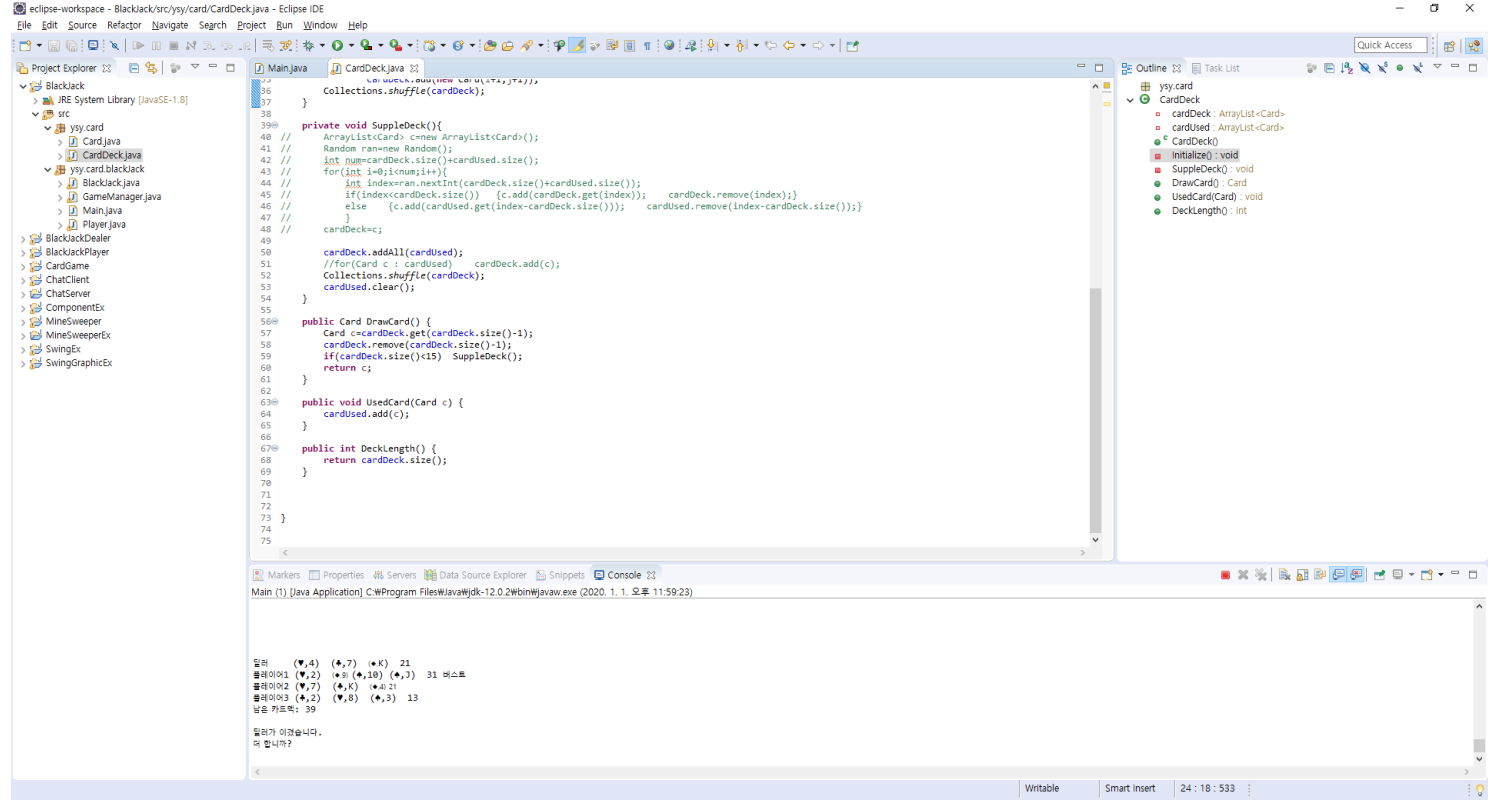 eclipse-workspace - BlackJack/src/ysy/card/CardDeck.java - Eclipse IDE
File Edit Source Refactor Navigate Search Project Run Window Help
Quick Access
Project Explorer
BlackJack
JRE System Library [JavaSE-1.8]
src
ysy.card
Card.java
CardDeck.java
ysy.card.blackJack
BlackJack.java
GameManager.java
Main.java
Player.java
BlackJackDealer
BlackJackPlayer
CardGame
ChatClient
ChatServer
ComponentEx
MineSweeper
MineSweeperEx
SwingEx
SwingGraphicEx
Main.java CardDeck.java
35 cardDeck.add(new Card(i+1,j+1));
36 Collections.shuffle(cardDeck);
37 }
38
39 private void SuppleDeck(){
40 // ArrayList<Card> c=new ArrayList<Card>();
41 // Random ran=new Random();
42 // int num=cardDeck.size()+cardUsed.size();
43 // for(int i=0;i<num;i++){
44 // int index=ran.nextInt(cardDeck.size()+cardUsed.size());
45 // if(index<cardDeck.size()) {c.add(cardDeck.get(index)); cardDeck.remove(index);}
46 // else {c.add(cardUsed.get(index-cardDeck.size())); cardUsed.remove(index-cardDeck.size());}
47 // }
48 // cardDeck=c;
49
50 cardDeck.addAll(cardUsed);
51 //for(Card c : cardUsed) cardDeck.add(c);
52 Collections.shuffle(cardDeck);
53 cardUsed.clear();
54 }
55
56 public Card DrawCard() {
57 Card c=cardDeck.get(cardDeck.size()-1);
58 cardDeck.remove(cardDeck.size()-1);
59 if(cardDeck.size()<15) SuppleDeck();
60 return c;
61 }
62
63 public void UsedCard(Card c) {
64 cardUsed.add(c);
65 }
66
67 public int DeckLength() {
68 return cardDeck.size();
69 }
70
71
72
73 }
74
75
Outline Task List
ysy.card
CardDeck
cardDeck : ArrayList<Card>
cardUsed : ArrayList<Card>
CardDeck()
Initialize() : void
SuppleDeck() : void
DrawCard() : Card
UsedCard(Card) : void
DeckLength() : int
Markers Properties Servers Data Source Explorer Snippets Console
Main (1) [Java Application] C:₩Program Files₩Java₩jdk-12.0.2₩bin₩javaw.exe (2020. 1. 1. 오후 11:59:23)
딜러 (♥,4) (♣,7) (◆,K) 21
플레이어1 (♥,2) (◆,9) (♠,10) (♠,J) 31 버스트
플레이어2 (♥,7) (♠,K) (◆,4) 21
플레이어3 (♣,2) (♥,8) (♠,3) 13
남은 카드덱: 39
딜러가 이겼습니다.
더 합니까?
Writable Smart Insert 24 : 18 : 533